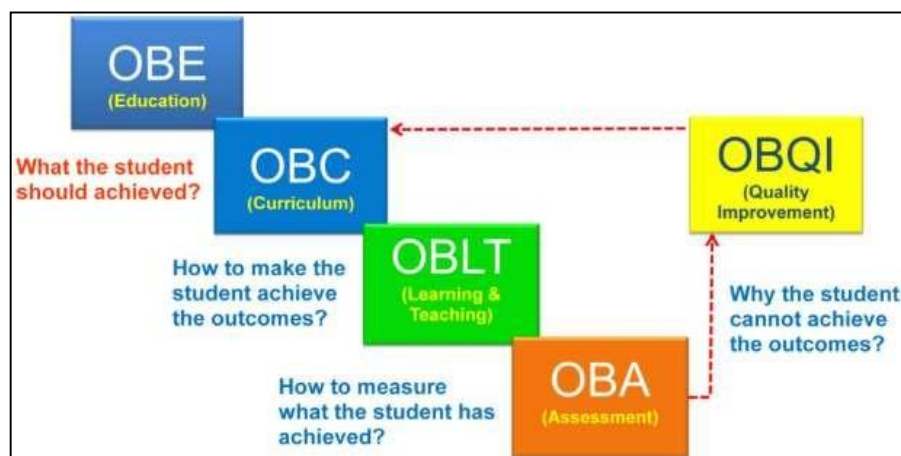 OBE
(Education)
What the student
should achieved?
OBC
(Curriculum)
How to make the
student achieve
the outcomes?
OBLT
(Learning &
Teaching)
How to measure
what the student has
achieved?
OBA
(Assessment)
OBQI
(Quality
Improvement)
Why the student
cannot achieve
the outcomes?